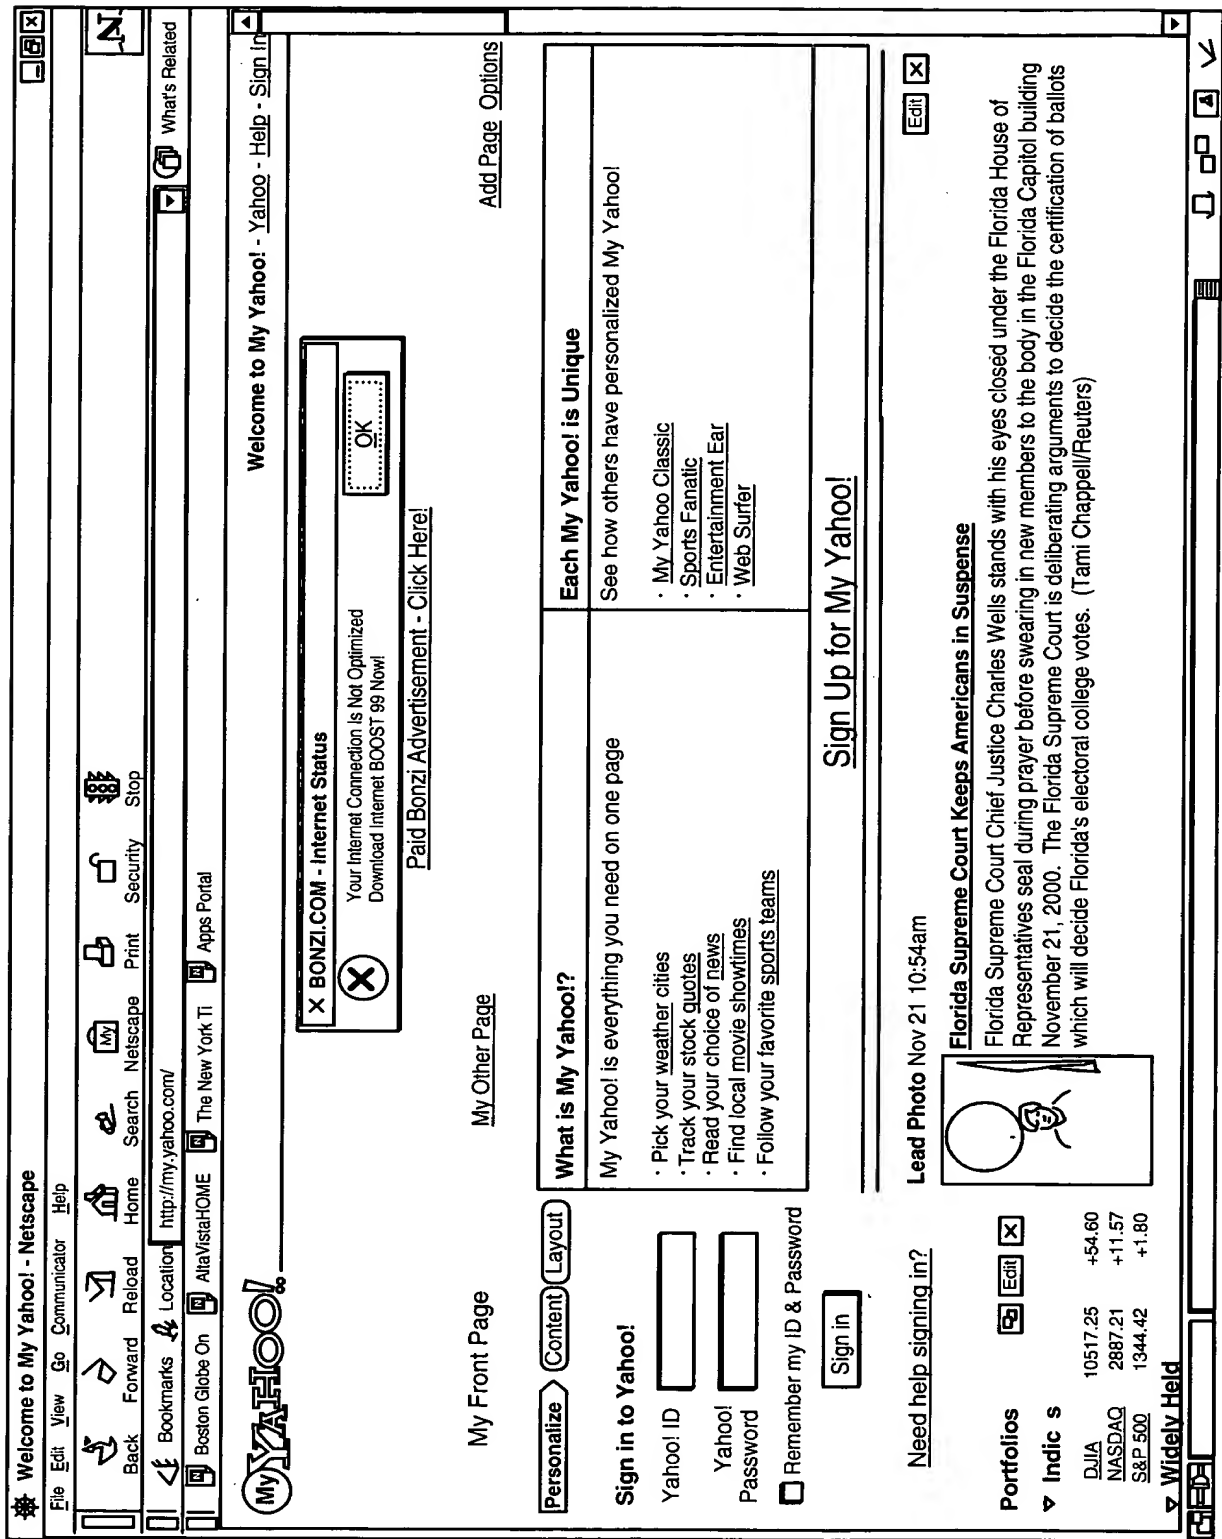 Welcome to My Yahoo! - Netscape
File Edit View Go Communicator Help
Back Forward Reload Home Search Netscape Print Security Stop
My
N
Bookmarks Location http://my.yahoo.com/ What's Related
Boston Globe On AltaVistaHOME The New York Ti Apps Portal
My YAHOO!
Welcome to My Yahoo! - Yahoo - Help - Sign In
X BONZI.COM - Internet Status
Your Internet Connection Is Not Optimized
Download Internet BOOST 99 Now!
OK
Paid Bonzi Advertisement - Click Here!
My Front Page My Other Page Add Page Options
Personalize Content Layout
Sign in to Yahoo!
Yahoo! ID
Yahoo!
Password
Remember my ID & Password
Sign in
Need help signing in?
Portfolios Edit X
Indic s
DJIA 10517.25 +54.60
NASDAQ 2887.21 +11.57
S&P 500 1344.42 +1.80
Widely Held
What is My Yahoo!?
My Yahoo! is everything you need on one page
· Pick your weather cities
· Track your stock quotes
· Read your choice of news
· Find local movie showtimes
· Follow your favorite sports teams
Each My Yahoo! is Unique
See how others have personalized My Yahoo!
· My Yahoo Classic
· Sports Fanatic
· Entertainment Ear
· Web Surfer
Sign Up for My Yahoo!
Lead Photo Nov 21 10:54am Edit X
Florida Supreme Court Keeps Americans in Suspense
Florida Supreme Court Chief Justice Charles Wells stands with his eyes closed under the Florida House of
Representatives seal during prayer before swearing in new members to the body in the Florida Capitol building
November 21, 2000. The Florida Supreme Court is deliberating arguments to decide the certification of ballots
which will decide Florida's electoral college votes. (Tami Chappell/Reuters)